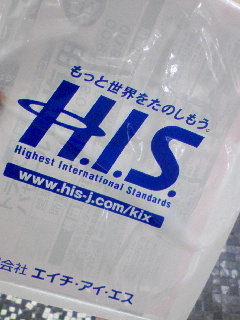 もっと世界をたのしもう。
H.I.S.
Highest International Standards
www.his-j.com/kix
会社 エイチ・アイ・エス